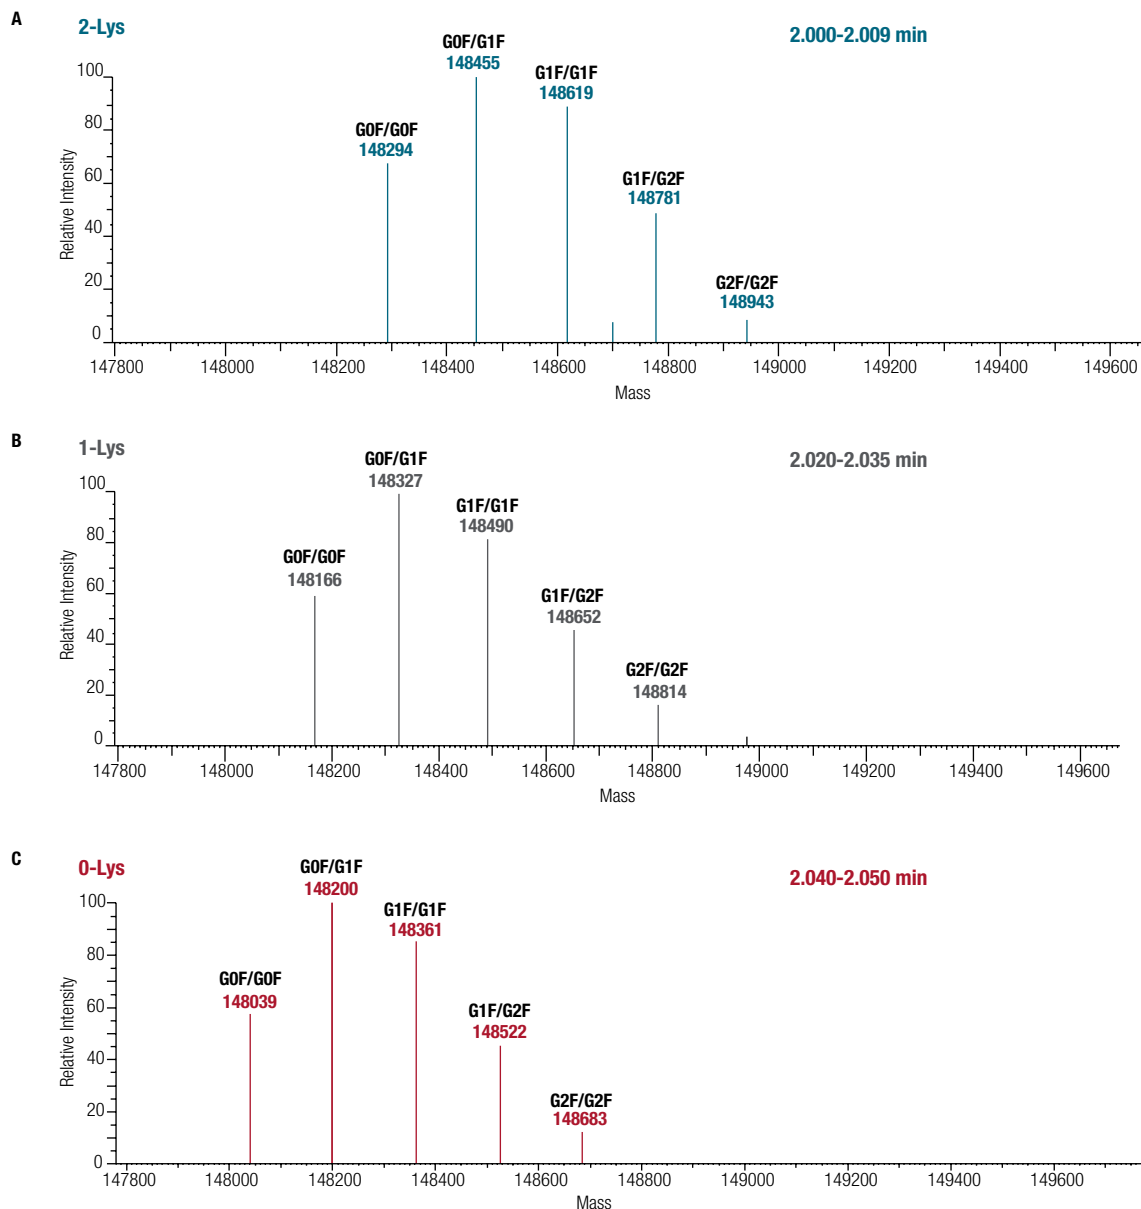 A
2-Lys
2.000-2.009 min
G0F/G1F
148455
G1F/G1F
148619
G0F/G0F
148294
G1F/G2F
148781
G2F/G2F
148943
Relative Intensity
100
80
60
40
20
0
147800 148000 148200 148400 148600 148800 149000 149200 149400 149600
Mass
B
1-Lys
2.020-2.035 min
G0F/G1F
148327
G1F/G1F
148490
G0F/G0F
148166
G1F/G2F
148652
G2F/G2F
148814
Relative Intensity
100
80
60
40
20
0
147800 148000 148200 148400 148600 148800 149000 149200 149400 149600
Mass
C
0-Lys
2.040-2.050 min
G0F/G1F
148200
G1F/G1F
148361
G0F/G0F
148039
G1F/G2F
148522
G2F/G2F
148683
Relative Intensity
100
80
60
40
20
0
147800 148000 148200 148400 148600 148800 149000 149200 149400 149600
Mass